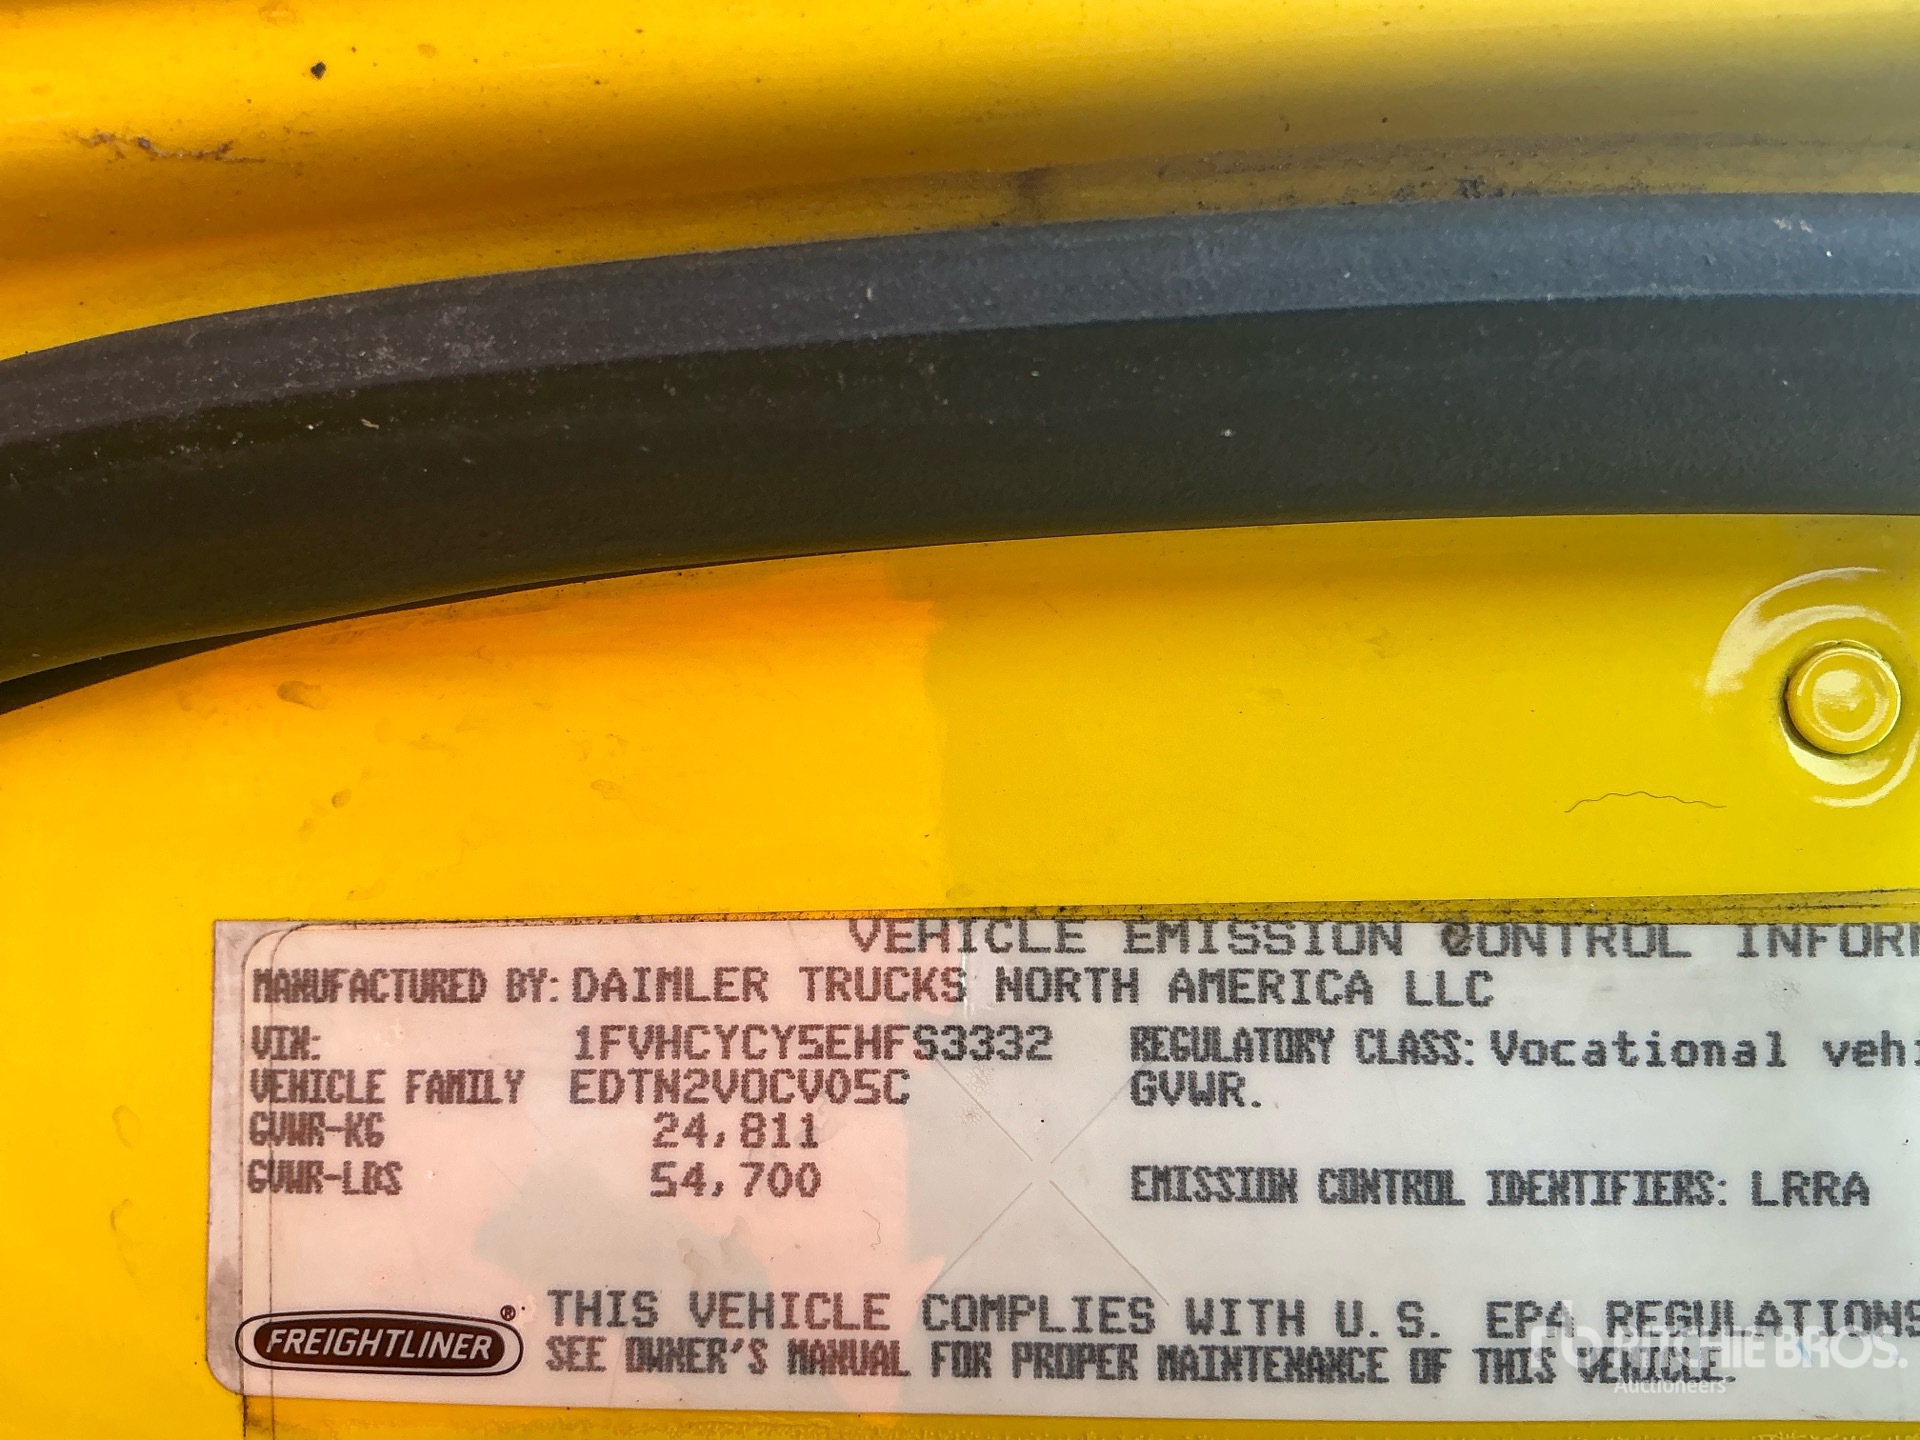 VEHICLE EMISSION CONTROL INFOR
MANUFACTURED BY: DAIMLER TRUCKS NORTH AMERICA LLC
VIN: 1FVHCYCY5EHFS3332 REGULATORY CLASS: Vocational vehi
VEHICLE FAMILY EDTN2VOCV05C GVWR.
GVWR-KG 24,811
GVWR-LBS 54,700 EMISSION CONTROL IDENTIFIERS: LRRA
FREIGHTLINER®
THIS VEHICLE COMPLIES WITH U.S. EPA REGULATIONS
SEE OWNER'S MANUAL FOR PROPER MAINTENANCE OF THIS VEHICLE.
rb RITCHIE BROS.
Auctioneers